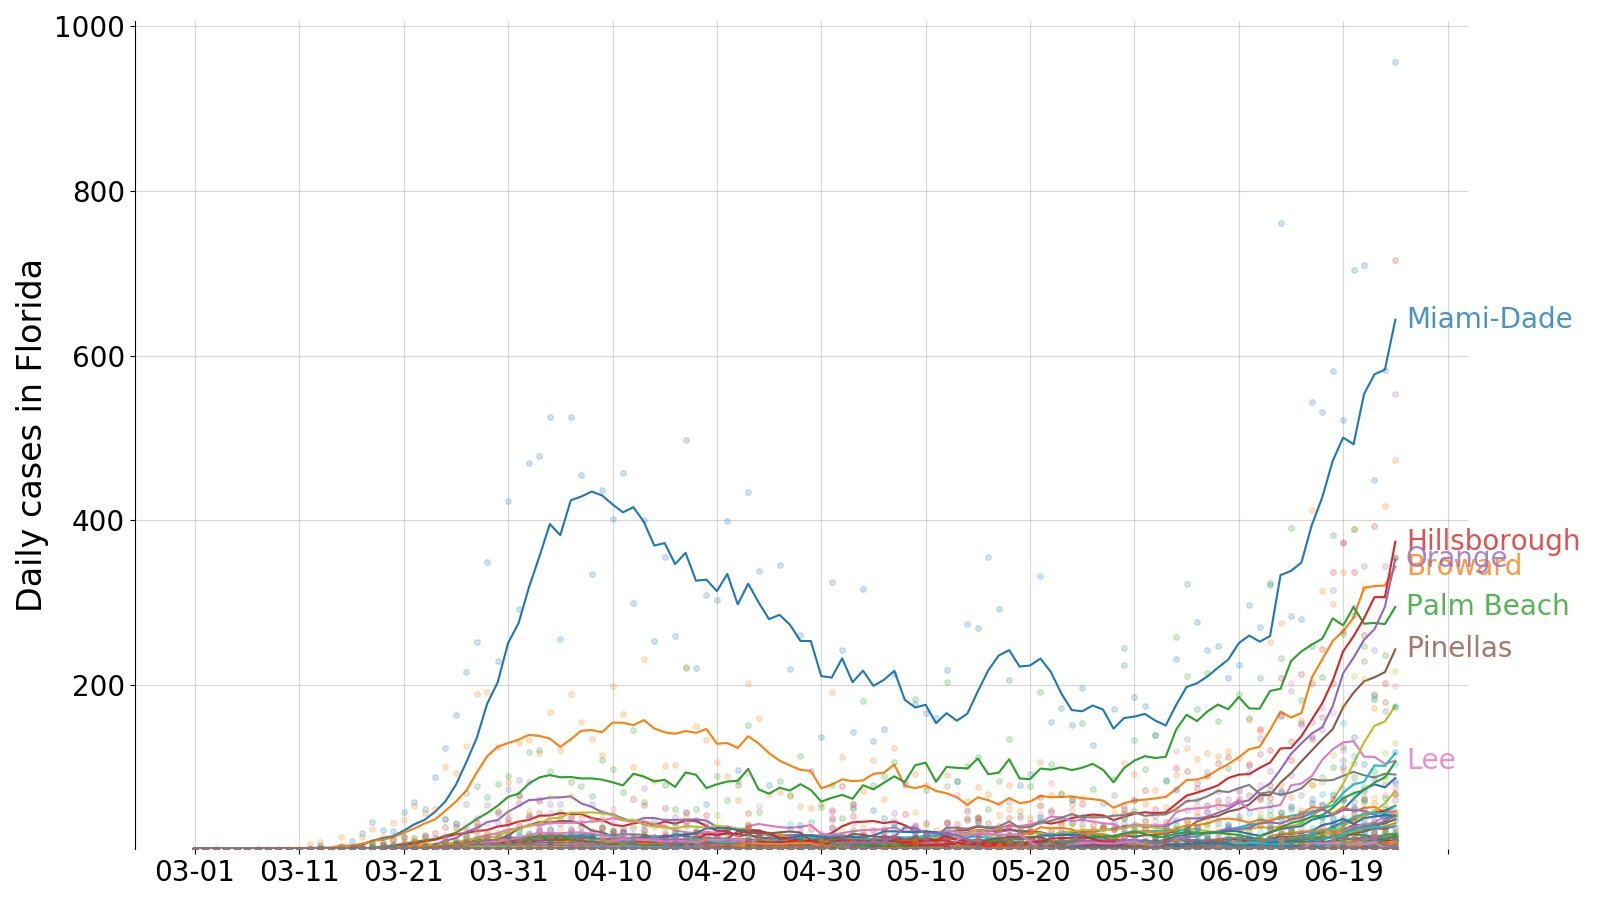 Daily cases in Florida
1000
800
600
400
200
Miami-Dade
Hillsborough
Orange
Broward
Palm Beach
Pinellas
Lee
03-01 03-11 03-21 03-31 04-10 04-20 04-30 05-10 05-20 05-30 06-09 06-19